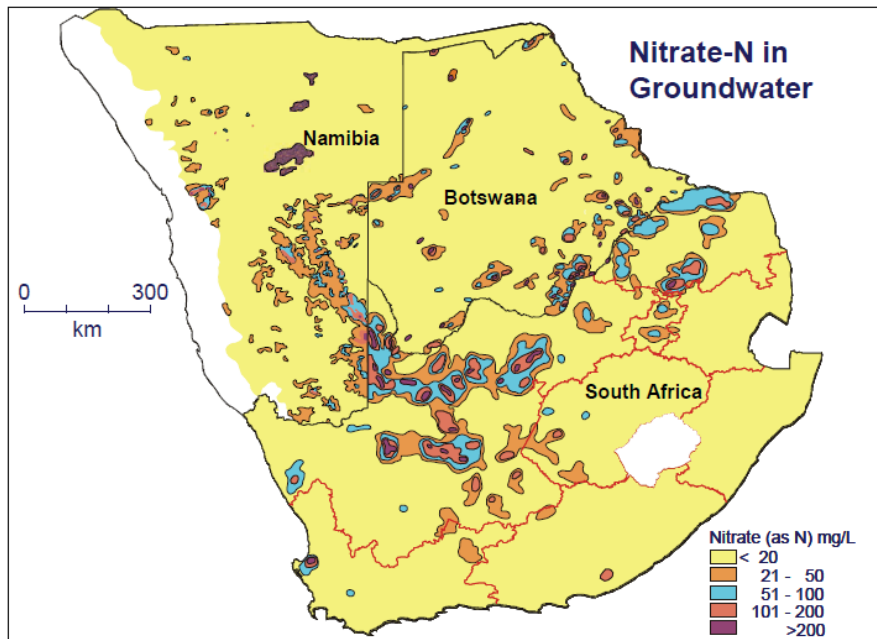 Nitrate-N in
Groundwater
Namibia
Botswana
0 300
km
South Africa
Nitrate (as N) mg/L
< 20
21 - 50
51 - 100
101 - 200
>200